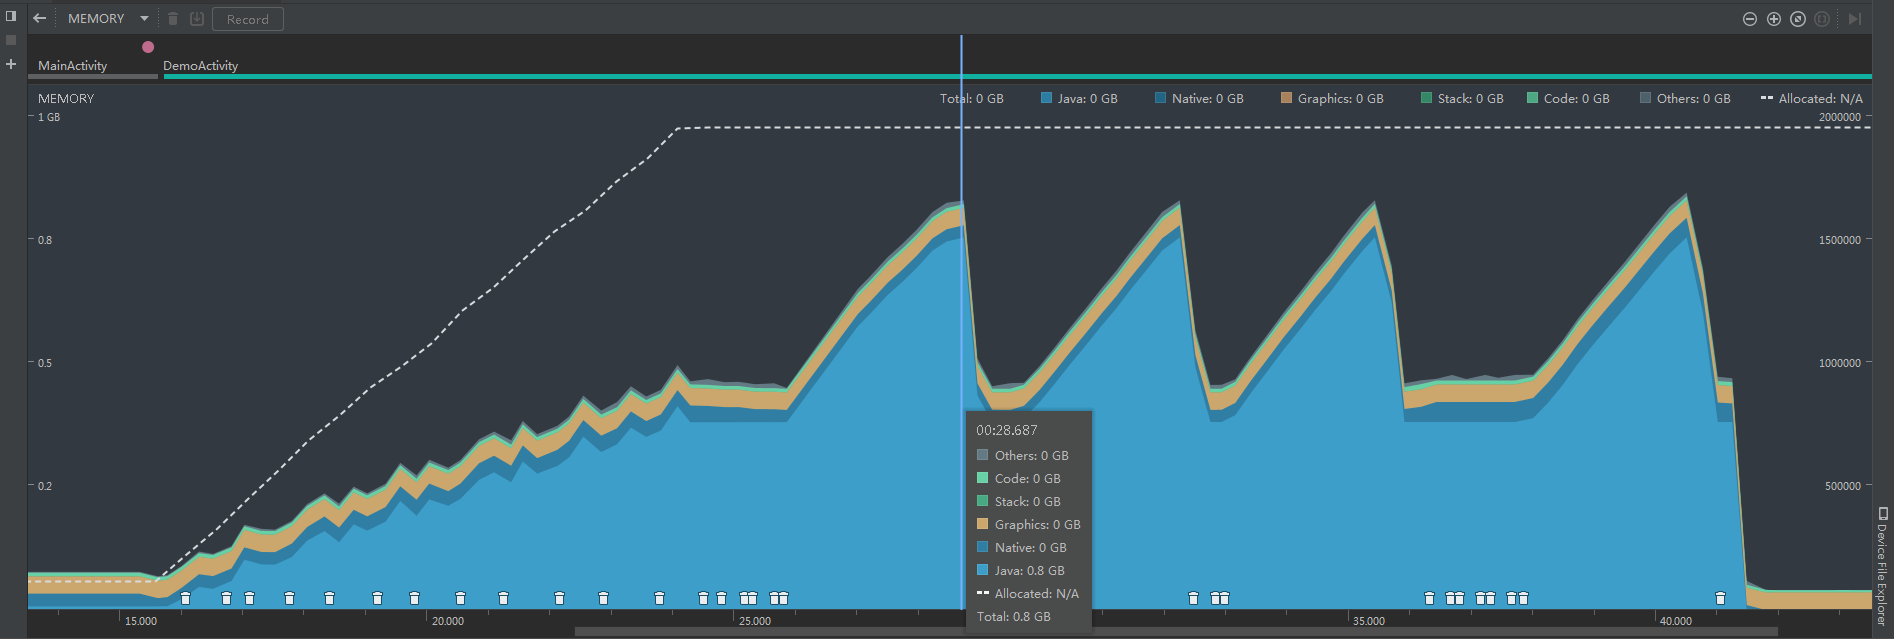 MEMORY Record
MainActivity DemoActivity
MEMORY Total: 0 GB Java: 0 GB Native: 0 GB Graphics: 0 GB Stack: 0 GB Code: 0 GB Others: 0 GB Allocated: N/A
1 GB 2000000
0.8 1500000
0.5 1000000
0.2 500000
00:28.687
Others: 0 GB
Code: 0 GB
Stack: 0 GB
Graphics: 0 GB
Native: 0 GB
Java: 0.8 GB
Allocated: N/A
Total: 0.8 GB
15.000 20.000 25.000 35.000 40.000
Device File Explorer